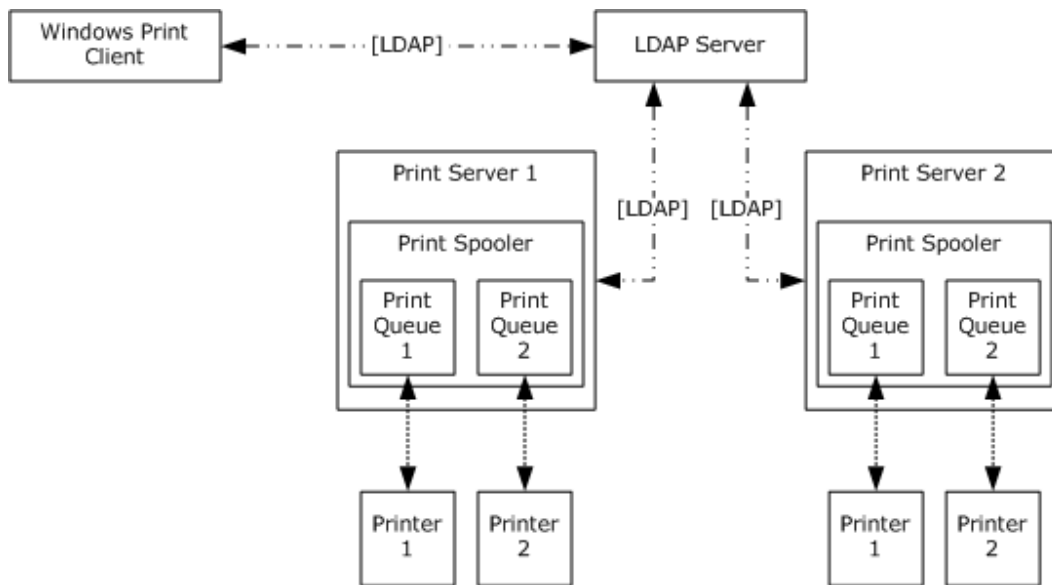 Windows Print
Client
[LDAP]
LDAP Server
Print Server 1
Print Server 2
[LDAP]
[LDAP]
Print Spooler
Print Spooler
Print
Queue
1
Print
Queue
2
Print
Queue
1
Print
Queue
2
Printer
1
Printer
2
Printer
1
Printer
2